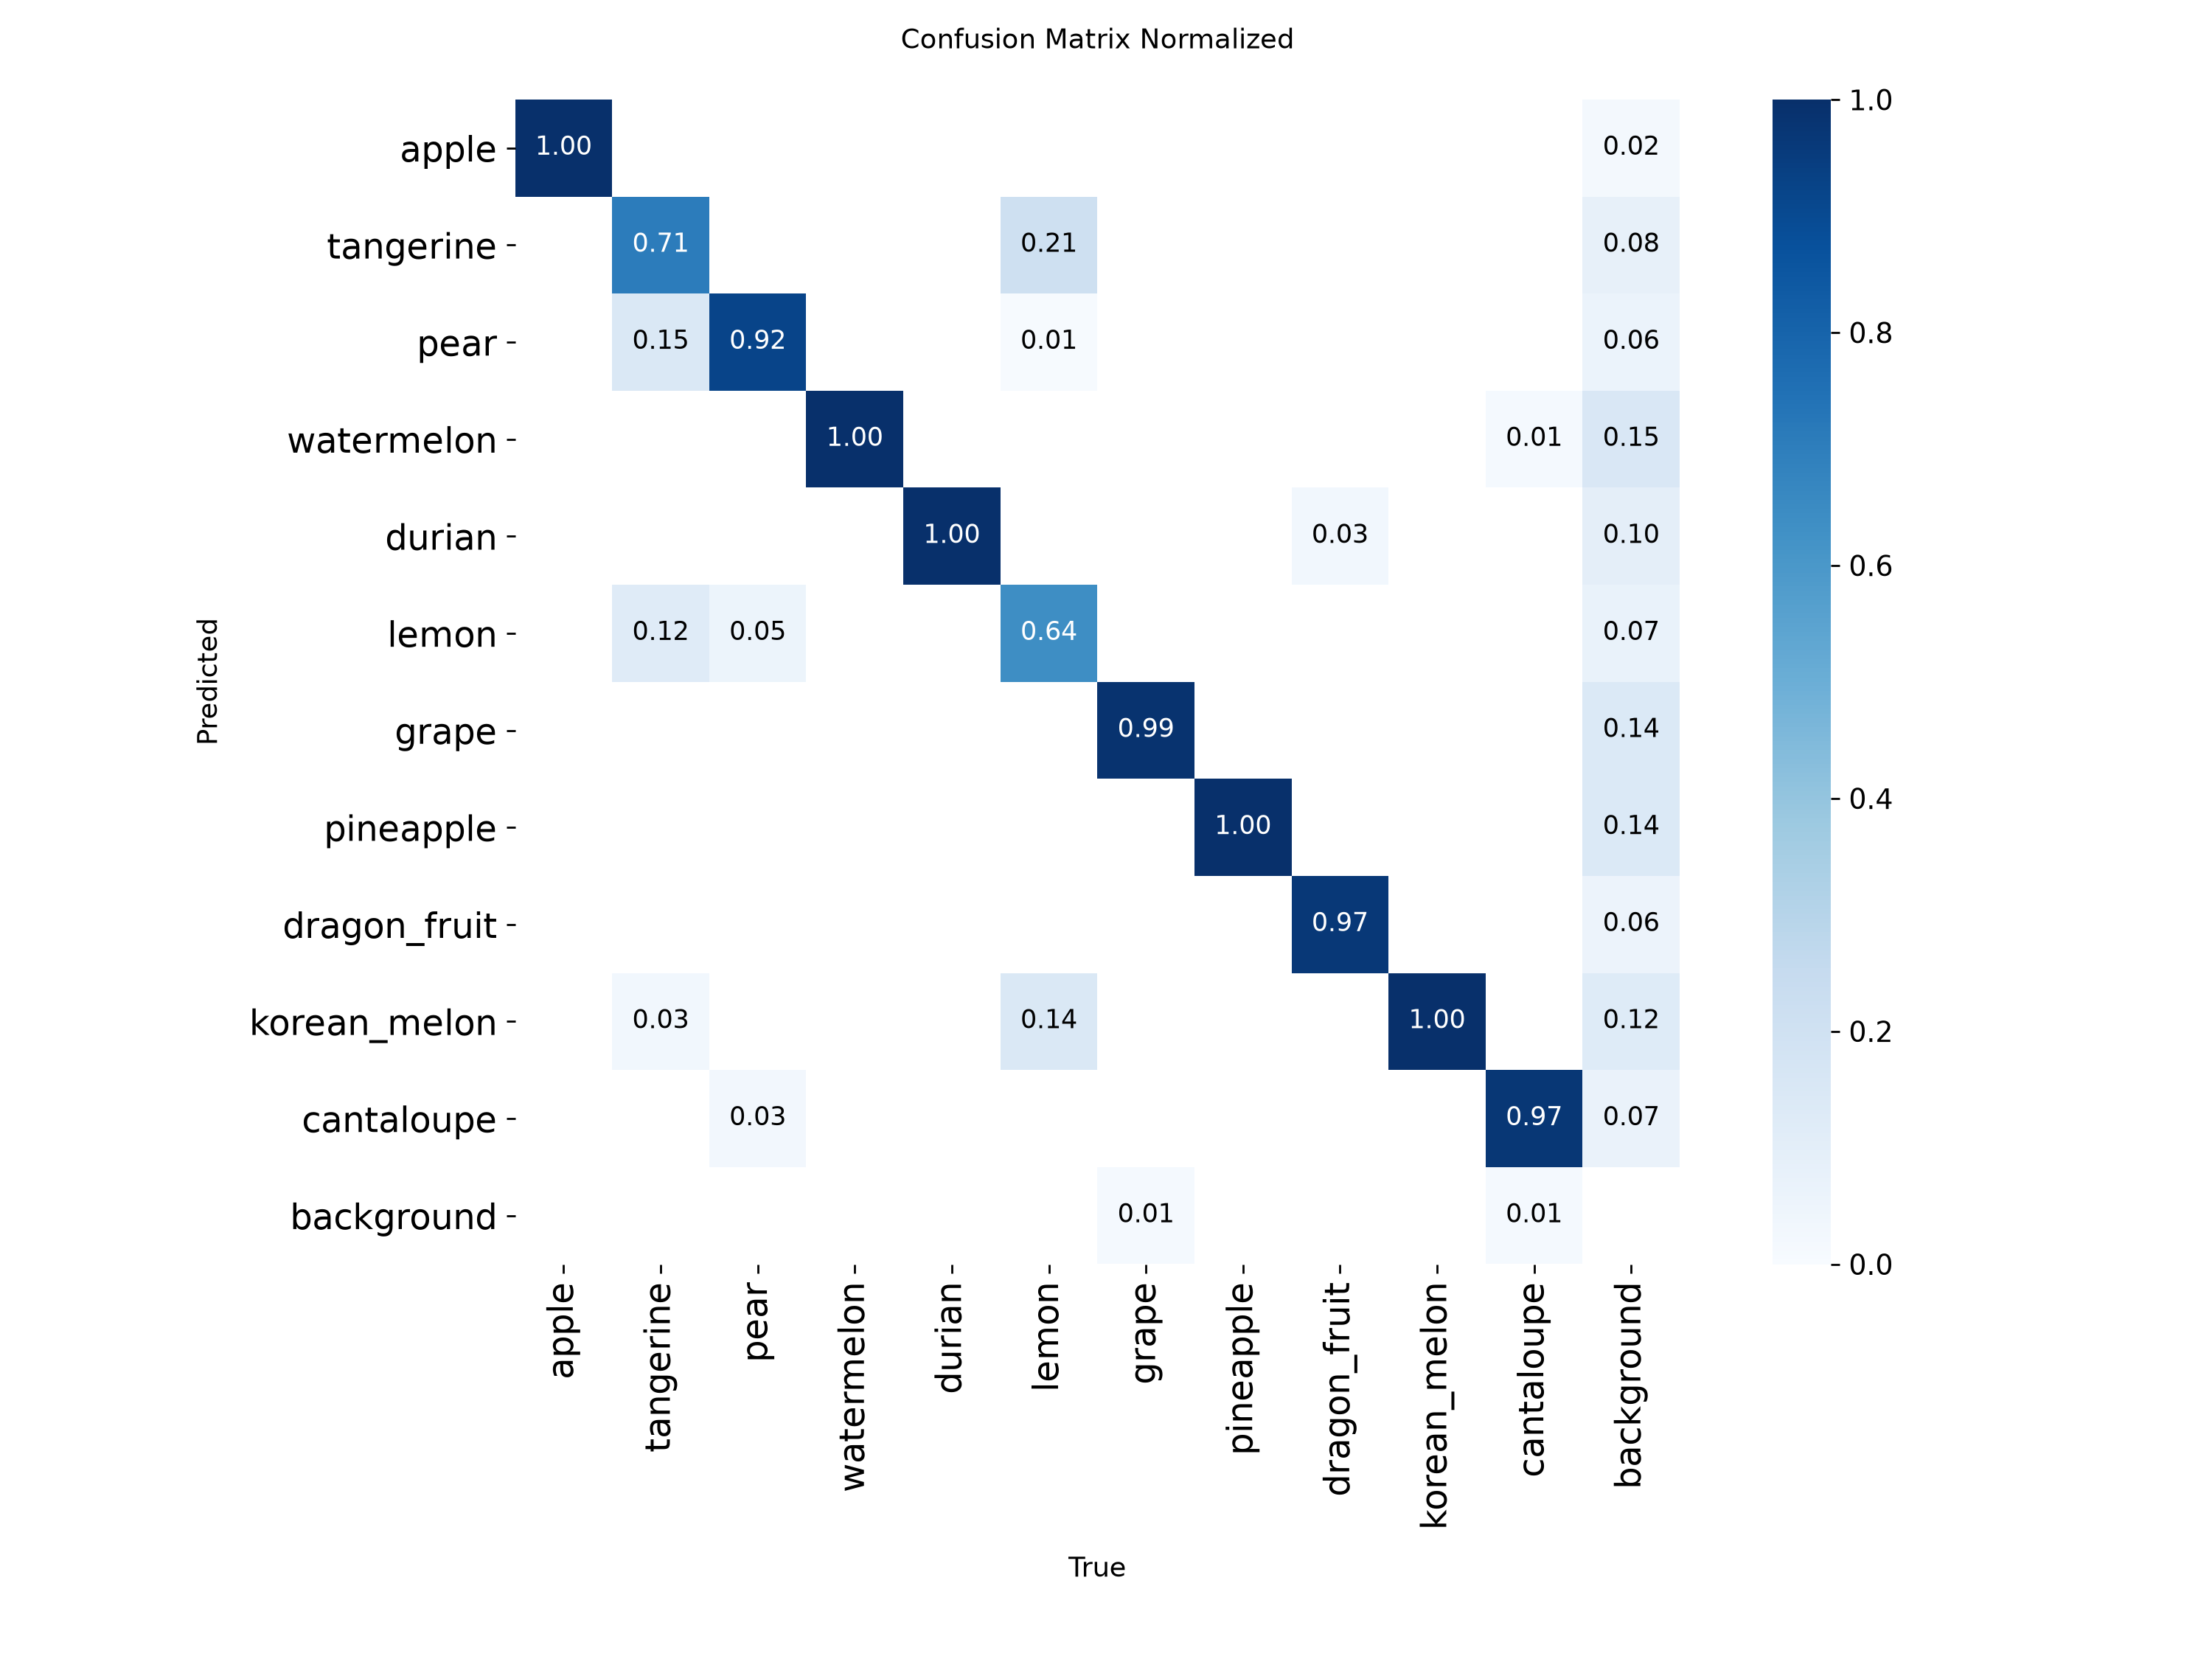 Confusion Matrix Normalized
apple 1.00 0.02
tangerine 0.71 0.21 0.08
pear 0.15 0.92 0.01 0.06
watermelon 1.00 0.01 0.15
durian 1.00 0.03 0.10
lemon 0.12 0.05 0.64 0.07
grape 0.99 0.14
pineapple 1.00 0.14
dragon_fruit 0.97 0.06
korean_melon 0.03 0.14 1.00 0.12
cantaloupe 0.03 0.97 0.07
background 0.01 0.01
Predicted
apple
tangerine
pear
watermelon
durian
lemon
grape
pineapple
dragon_fruit
korean_melon
cantaloupe
background
True
1.0
0.8
0.6
0.4
0.2
0.0